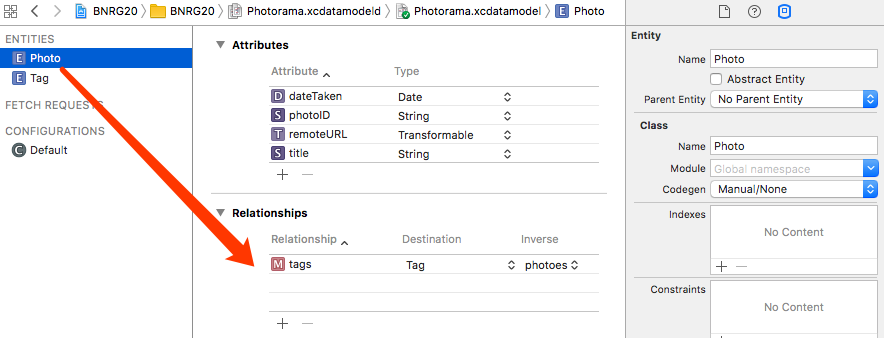 BNRG20 BNRG20 Photorama.xcdatamodeld Photorama.xcdatamodel E Photo
ENTITIES
E Photo
E Tag
FETCH REQUESTS
CONFIGURATIONS
C Default
Attributes
Attribute Type
D dateTaken Date
S photoID String
T remoteURL Transformable
S title String
+ −
Relationships
Relationship Destination Inverse
M tags Tag photoes
+ −
Entity
Name Photo
Abstract Entity
Parent Entity No Parent Entity
Class
Name Photo
Module Global namespace
Codegen Manual/None
Indexes No Content
+ −
Constraints No Content